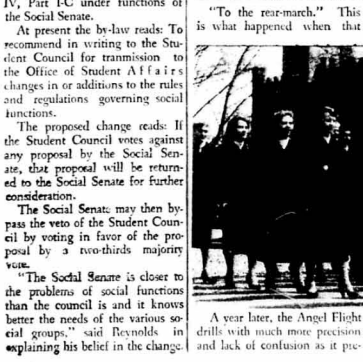 IV, Part I-C under functions of
the Social Senate.
At present the by-law reads: To
recommend in writing to the Stu-
dent Council for tranmission to
the Office of Student Affairs
changes in or additions to the rules
and regulations governing social
functions.
The proposed change reads: If
the Student Council votes against
any proposal by the Social Sen-
ate, that proposal will be return-
ed to the Social Senate for further
consideration.
The Social Senate may then by-
pass the veto of the Student Coun-
cil by voting in favor of the pro-
posal by a two-thirds majority
vote.
"The Social Senate is closer to
the problems of social functions
than the council is and it knows
better the needs of the various so-
cial groups," said Reynolds in
explaining his belief in the change.
"To the rear-march." This
is what happened when that
A year later, the Angel Flight
drills with much more precision
and lack of confusion as it pre-